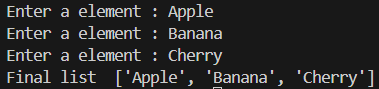 Enter a element : Apple
Enter a element : Banana
Enter a element : Cherry
Final list  ['Apple', 'Banana', 'Cherry']